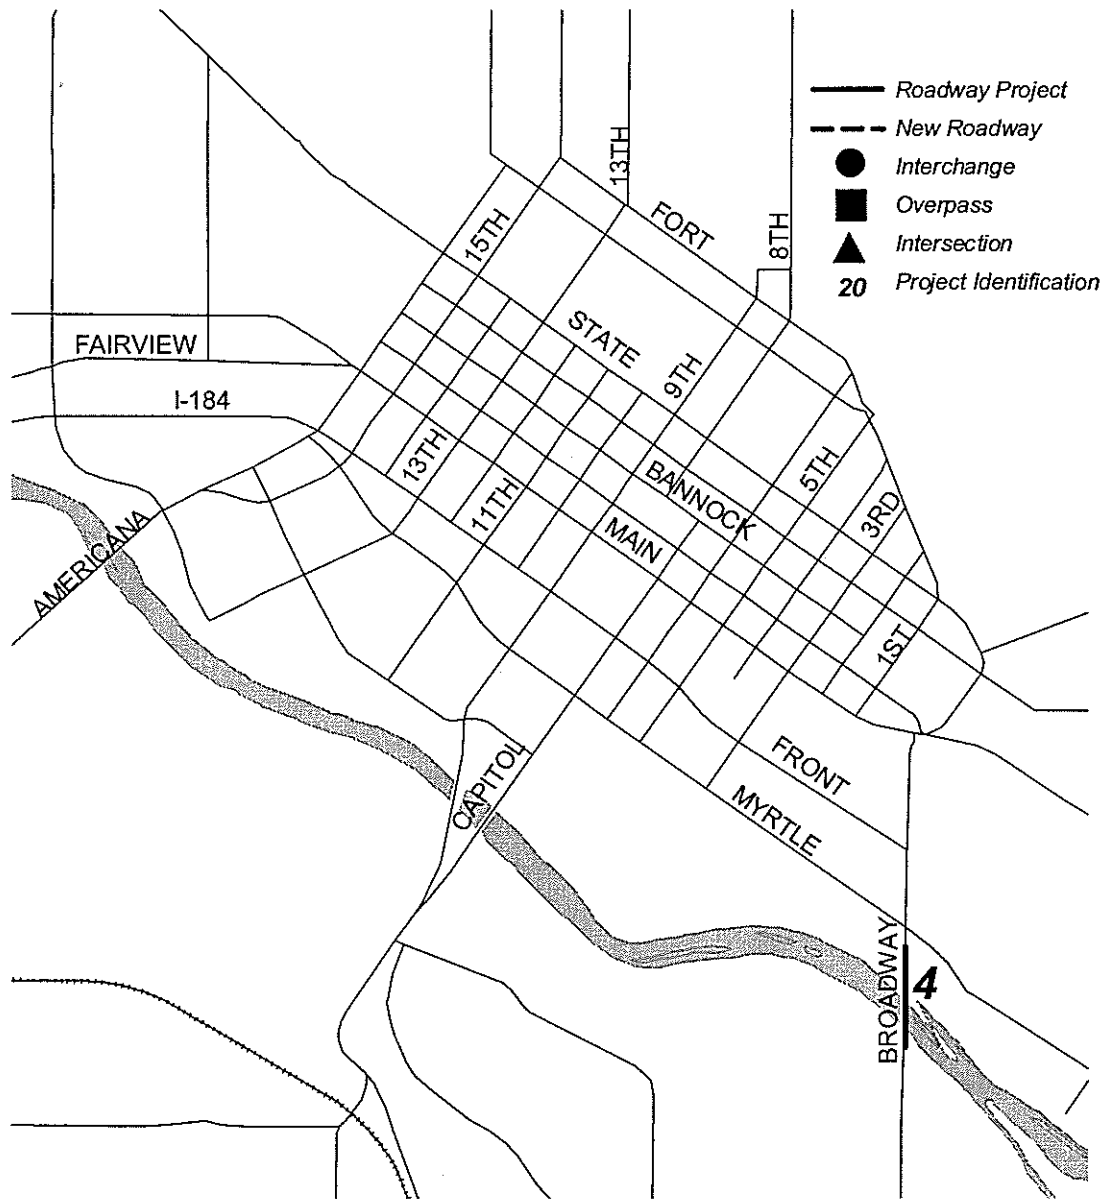 Roadway Project
New Roadway
Interchange
Overpass
Intersection
20 Project Identification
13TH
FORT
8TH
15TH
STATE
9TH
FAIRVIEW
I-184
13TH
11TH
BANNOCK
MAIN
5TH
3RD
1ST
AMERICANA
CAPITOL
FRONT
MYRTLE
BROADWAY
4